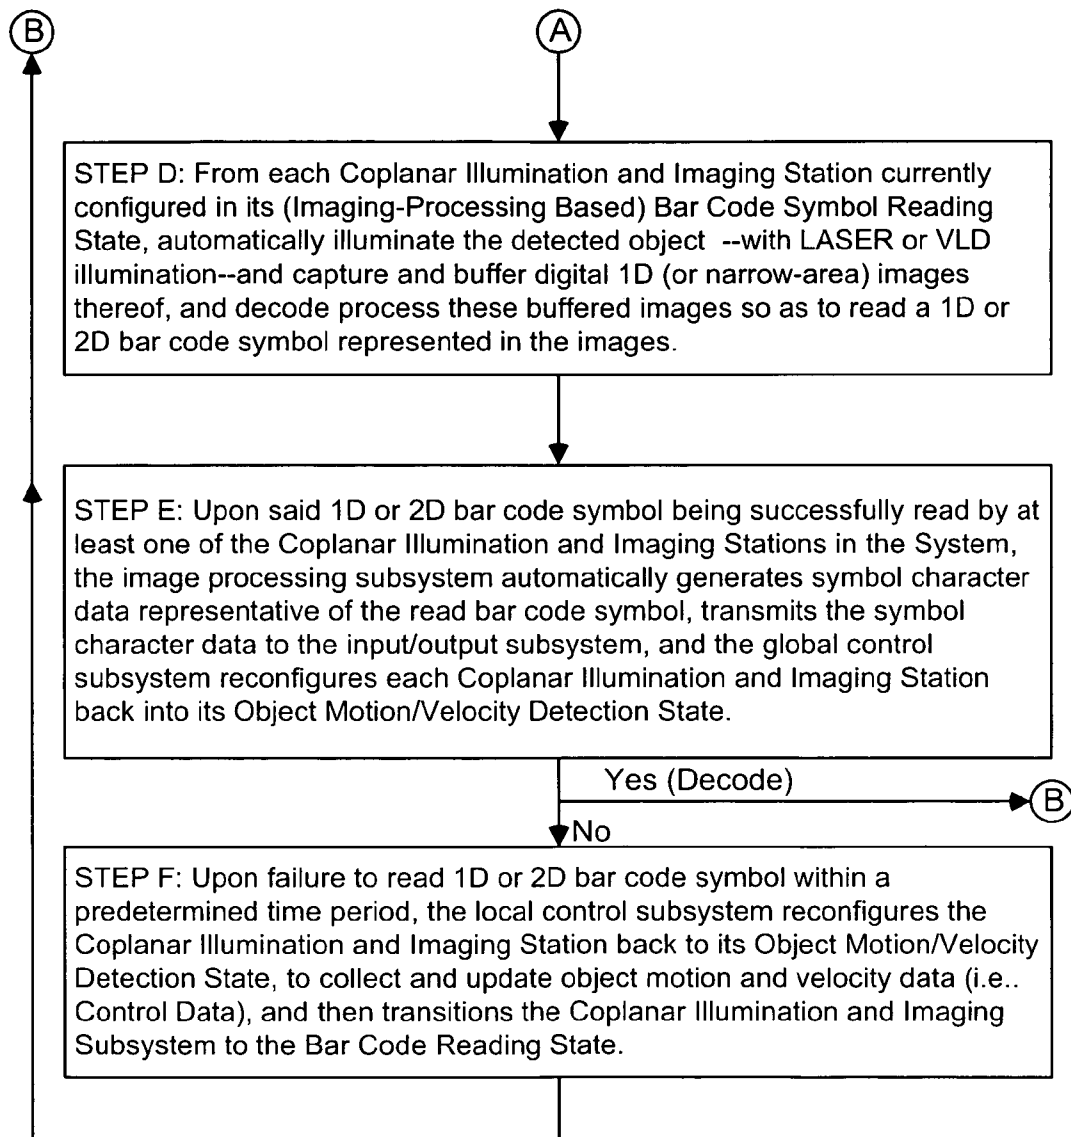 B
A
STEP D: From each Coplanar Illumination and Imaging Station currently
configured in its (Imaging-Processing Based) Bar Code Symbol Reading
State, automatically illuminate the detected object --with LASER or VLD
illumination--and capture and buffer digital 1D (or narrow-area) images
thereof, and decode process these buffered images so as to read a 1D or
2D bar code symbol represented in the images.
STEP E: Upon said 1D or 2D bar code symbol being successfully read by at
least one of the Coplanar Illumination and Imaging Stations in the System,
the image processing subsystem automatically generates symbol character
data representative of the read bar code symbol, transmits the symbol
character data to the input/output subsystem, and the global control
subsystem reconfigures each Coplanar Illumination and Imaging Station
back into its Object Motion/Velocity Detection State.
Yes (Decode)
B
No
STEP F: Upon failure to read 1D or 2D bar code symbol within a
predetermined time period, the local control subsystem reconfigures the
Coplanar Illumination and Imaging Station back to its Object Motion/Velocity
Detection State, to collect and update object motion and velocity data (i.e..
Control Data), and then transitions the Coplanar Illumination and Imaging
Subsystem to the Bar Code Reading State.